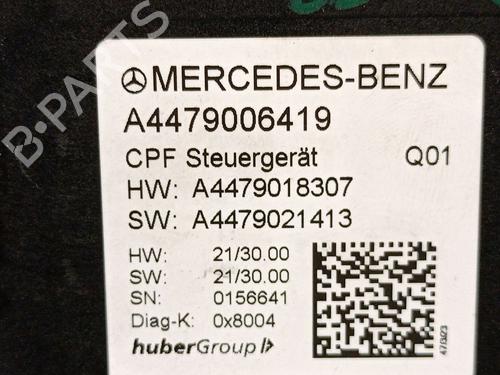 B-PARTS
MERCEDES-BENZ
A4479006419
CPF Steuergerät Q01
HW: A4479018307
SW: A4479021413
HW: 21/30.00
SW: 21/30.00
SN: 0156641
Diag-K: 0x8004
huberGroup